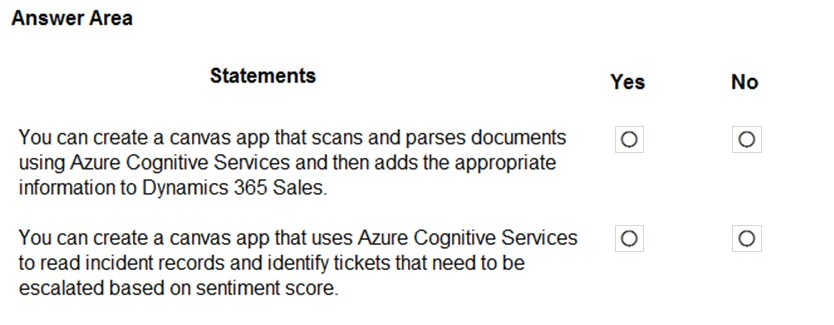 Answer Area
Statements Yes No
You can create a canvas app that scans and parses documents
using Azure Cognitive Services and then adds the appropriate
information to Dynamics 365 Sales.
You can create a canvas app that uses Azure Cognitive Services
to read incident records and identify tickets that need to be
escalated based on sentiment score.